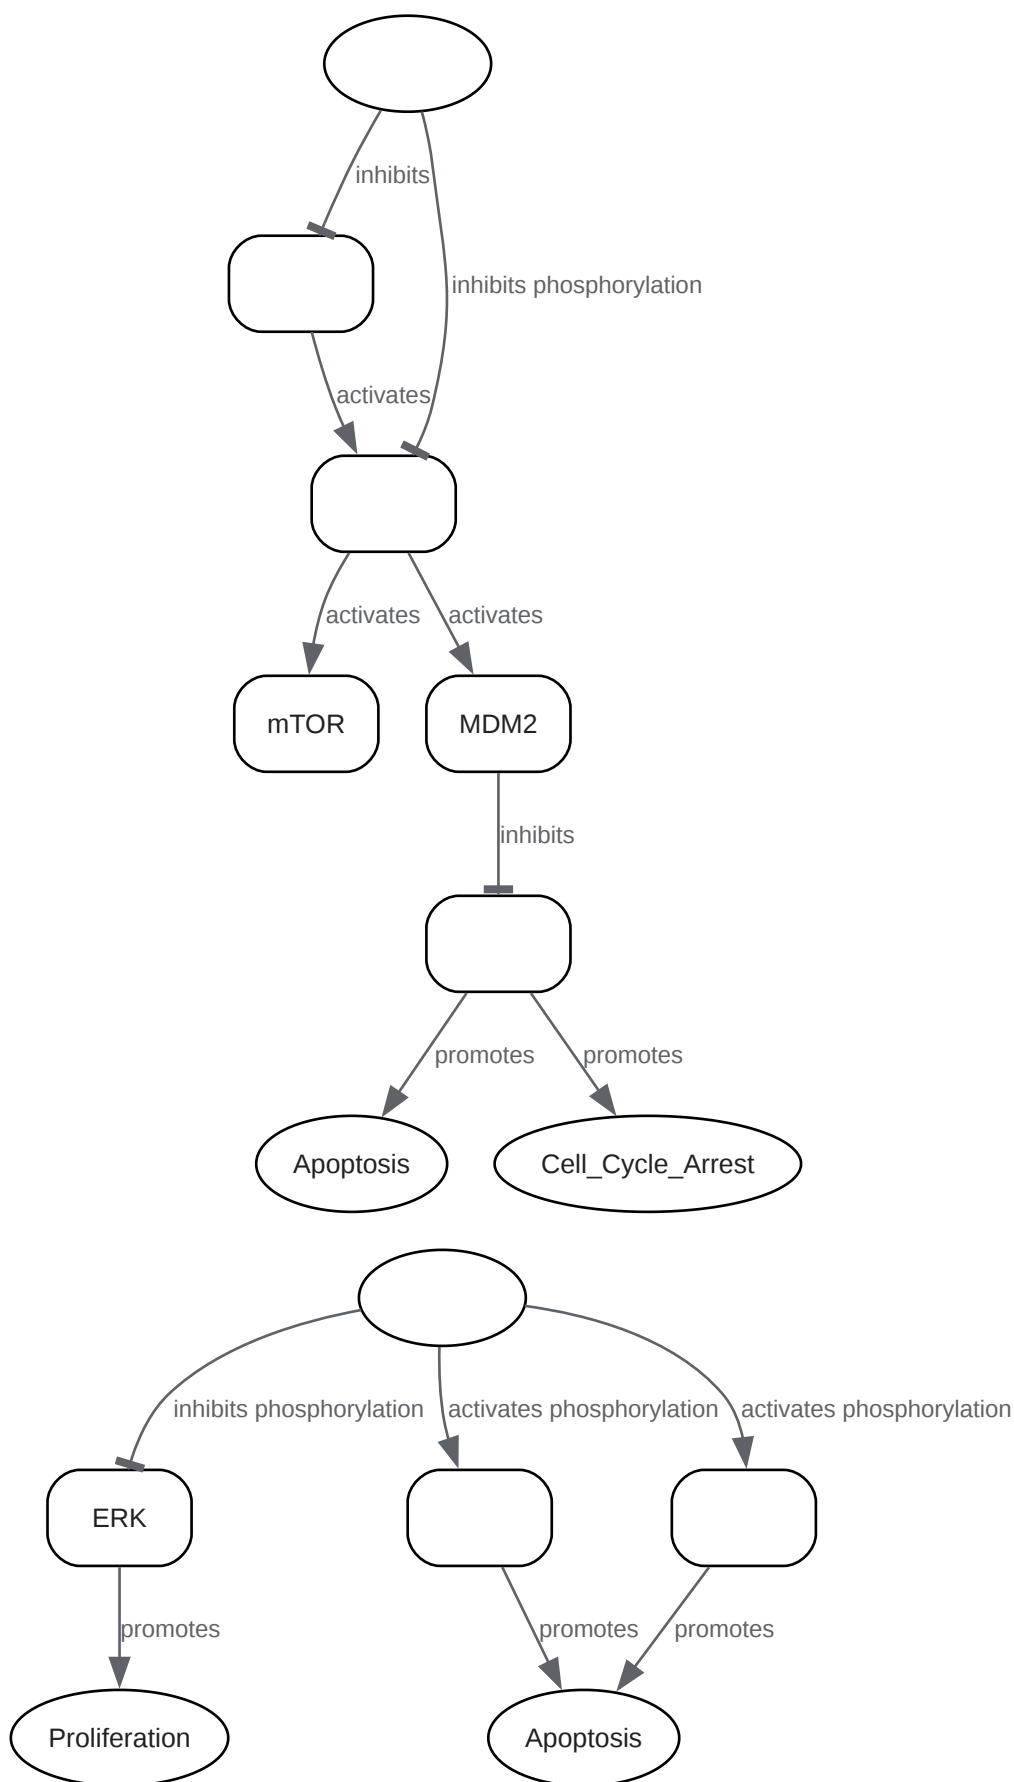 inhibits
inhibits phosphorylation
activates
activates
activates
mTOR
MDM2
inhibits
promotes
promotes
Apoptosis
Cell_Cycle_Arrest
inhibits phosphorylation
activates phosphorylation
activates phosphorylation
ERK
promotes
promotes
promotes
Proliferation
Apoptosis